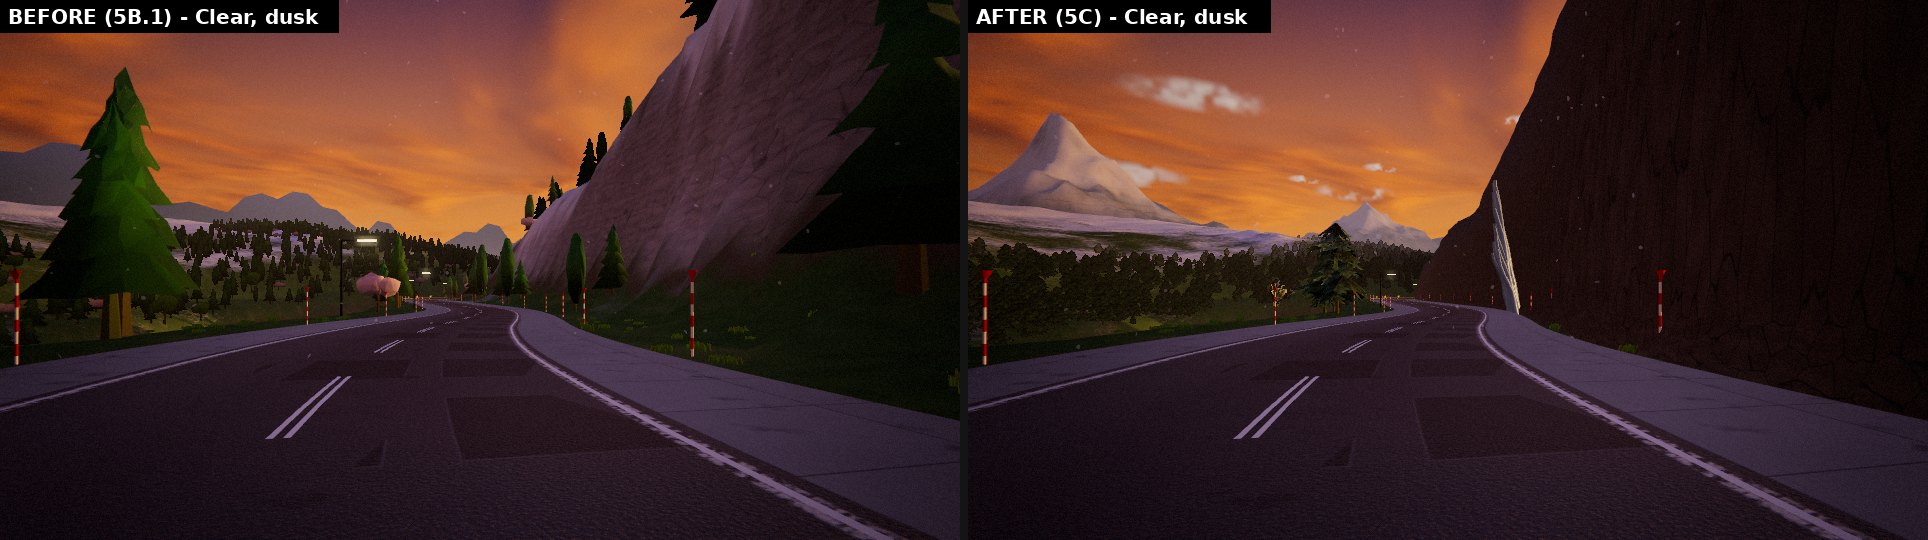 BEFORE (5B.1) - Clear, dusk
AFTER (5C) - Clear, dusk